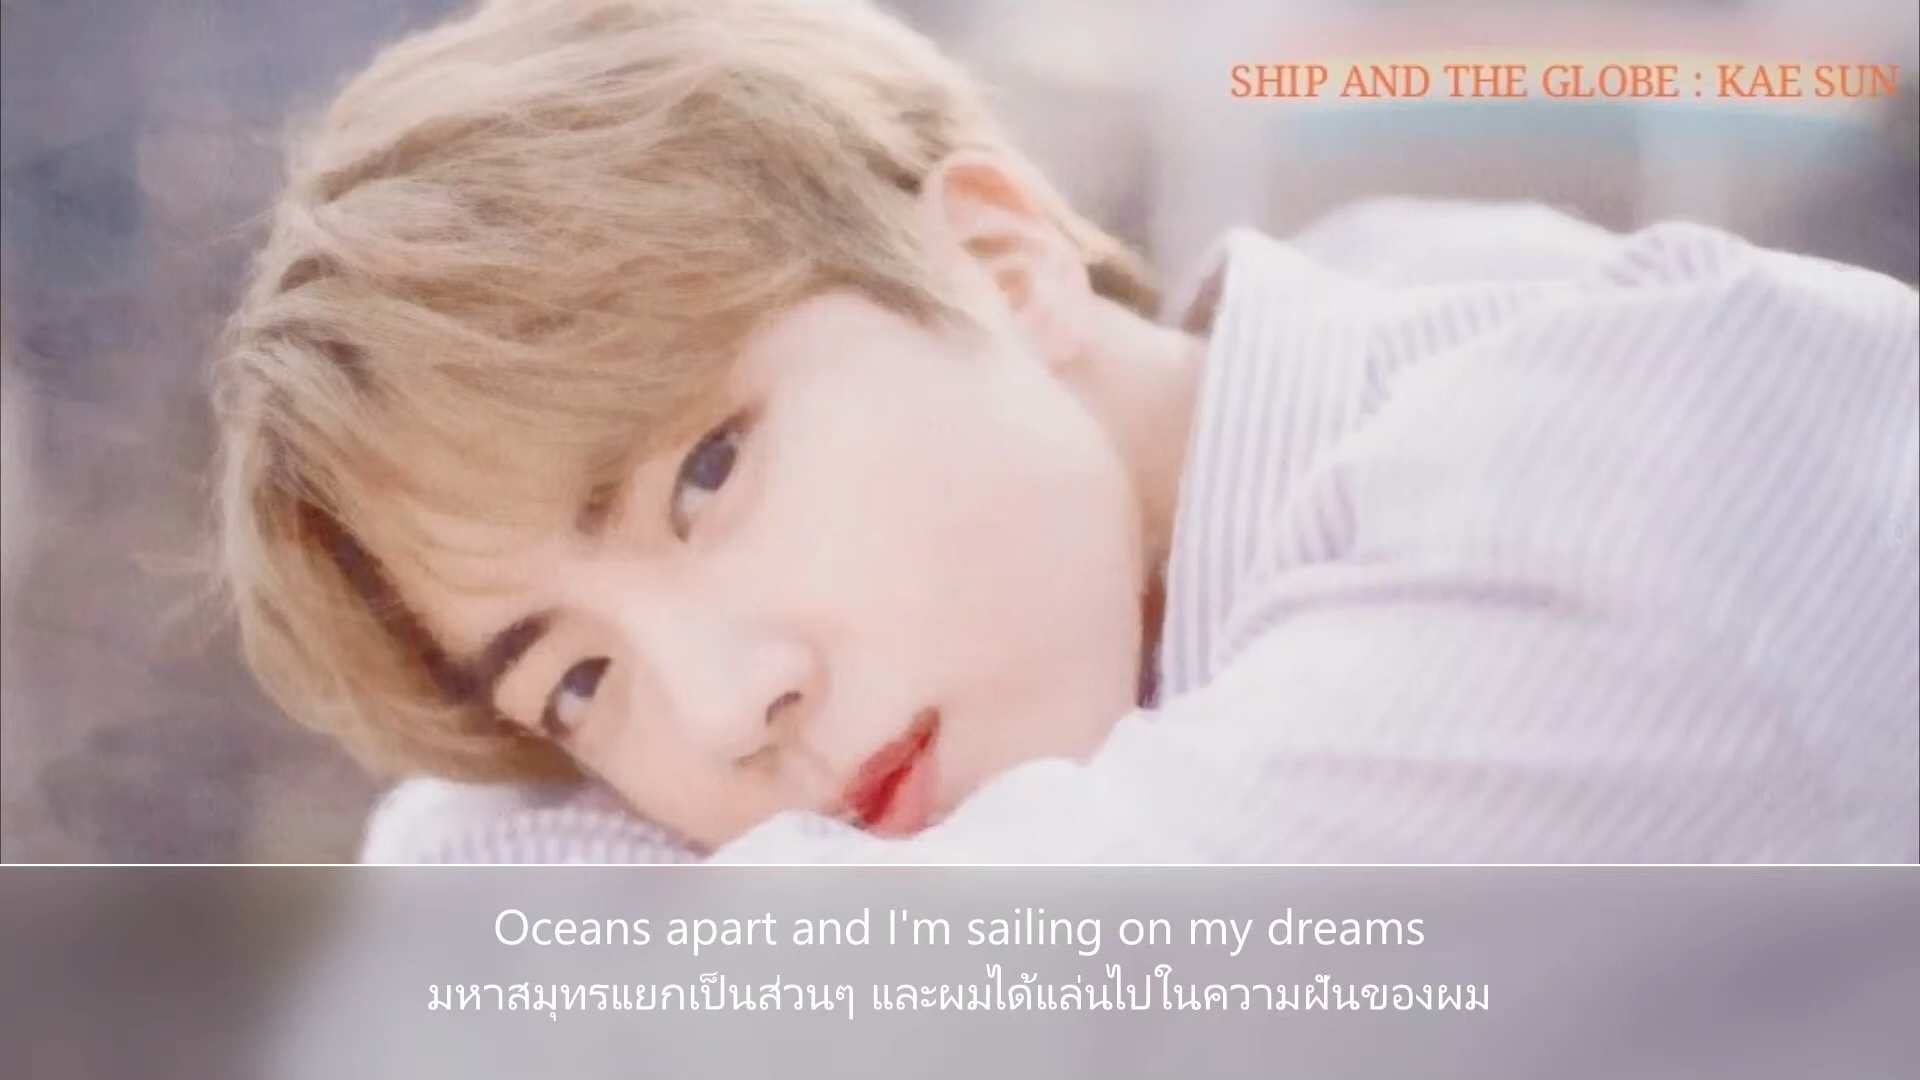 SHIP AND THE GLOBE : KAE SUN
Oceans apart and I'm sailing on my dreams
มหาสมุทรแยกเป็นส่วนๆ และผมได้แล่นไปในความฝันของผม